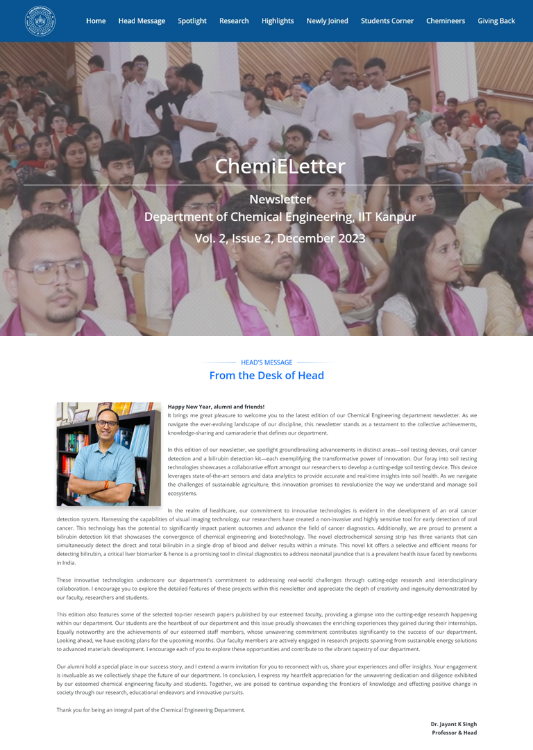 Home Head Message Spotlight Research Highlights Newly Joined Students Corner Chemineers Giving Back
ChemiELetter
Newsletter
Department of Chemical Engineering, IIT Kanpur
Vol. 2, Issue 2, December 2023
HEAD'S MESSAGE
From the Desk of Head
Happy New Year, alumni and friends!
It brings me great pleasure to welcome you to the latest edition of our Chemical Engineering department newsletter. As we
navigate the ever-evolving landscape of our discipline, this newsletter stands as a testament to the collective achievements,
knowledge-sharing and camaraderie that defines our department.
In this edition of our newsletter, we spotlight groundbreaking advancements in distinct areas—soil testing devices, oral cancer
detection and a bilirubin detection kit—each exemplifying the transformative power of innovation. Our foray into soil testing
technologies showcases a collaborative effort amongst our researchers to develop a cutting-edge soil testing device. This device
leverages state-of-the-art sensors and data analytics to provide accurate and real-time insights into soil health. As we navigate
the challenges of sustainable agriculture, this innovation promises to revolutionize the way we understand and manage soil
ecosystems.
In the realm of healthcare, our commitment to innovative technologies is evident in the development of an oral cancer
detection system. Harnessing the capabilities of visual imaging technology, our researchers have created a non-invasive and highly sensitive tool for early detection of oral
cancer. This technology has the potential to significantly impact patient outcomes and advance the field of cancer diagnostics. Additionally, we are proud to present a
bilirubin detection kit that showcases the convergence of chemical engineering and biotechnology. The novel electrochemical sensing strip has three variants that can
simultaneously detect the direct and total bilirubin in a single drop of blood and deliver results within a minute. This novel kit offers a selective and efficient means for
detecting bilirubin, a critical liver biomarker & hence is a promising tool in clinical diagnostics to address neonatal jaundice that is a prevalent health issue faced by newborns
in India.
These innovative technologies underscore our department's commitment to addressing real-world challenges through cutting-edge research and interdisciplinary
collaboration. I encourage you to explore the detailed features of these projects within this newsletter and appreciate the depth of creativity and ingenuity demonstrated by
our faculty, researchers and students.
This edition also features some of the selected top-tier research papers published by our esteemed faculty, providing a glimpse into the cutting-edge research happening
within our department. Our students are the heartbeat of our department and this issue proudly showcases the enriching experiences they gained during their internships.
Equally noteworthy are the achievements of our esteemed staff members, whose unwavering commitment contributes significantly to the success of our department.
Looking ahead, we have exciting plans for the upcoming months. Our faculty members are actively engaged in research projects spanning from sustainable energy solutions
to advanced materials development. I encourage each of you to explore these opportunities and contribute to the vibrant tapestry of our department.
Our alumni hold a special place in our success story, and I extend a warm invitation for you to reconnect with us, share your experiences and offer insights. Your engagement
is invaluable as we collectively shape the future of our department. In conclusion, I express my heartfelt appreciation for the unwavering dedication and diligence exhibited
by our esteemed chemical engineering faculty and students. Together, we are poised to continue expanding the frontiers of knowledge and effecting positive change in
society through our research, educational endeavors and innovative pursuits.
Thank you for being an integral part of the Chemical Engineering Department.
Dr. Jayant K Singh
Professor & Head